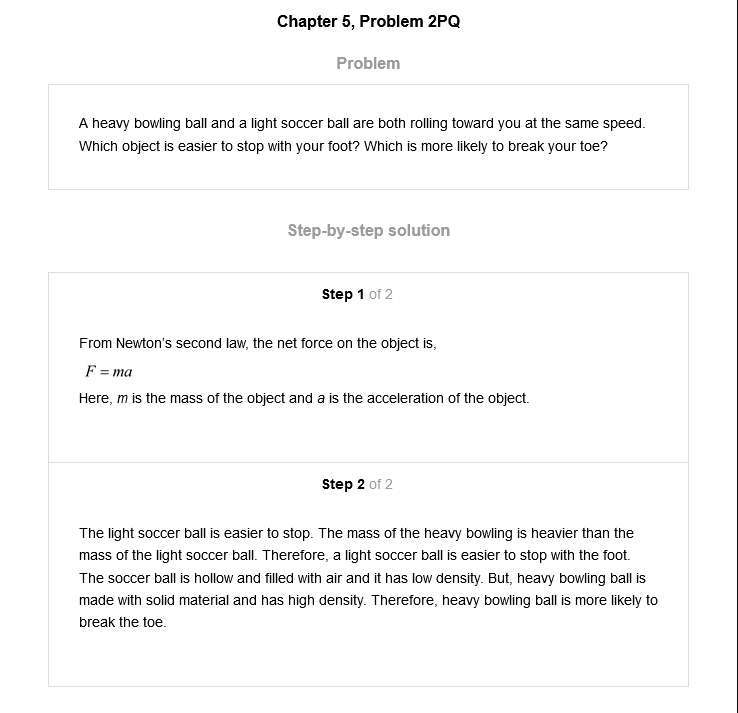 Chapter 5, Problem 2PQ
Problem
A heavy bowling ball and a light soccer ball are both rolling toward you at the same speed.
Which object is easier to stop with your foot? Which is more likely to break your toe?
Step-by-step solution
Step 1 of 2
From Newton's second law, the net force on the object is,
F = ma
Here, m is the mass of the object and a is the acceleration of the object.
Step 2 of 2
The light soccer ball is easier to stop. The mass of the heavy bowling is heavier than the
mass of the light soccer ball. Therefore, a light soccer ball is easier to stop with the foot.
The soccer ball is hollow and filled with air and it has low density. But, heavy bowling ball is
made with solid material and has high density. Therefore, heavy bowling ball is more likely to
break the toe.